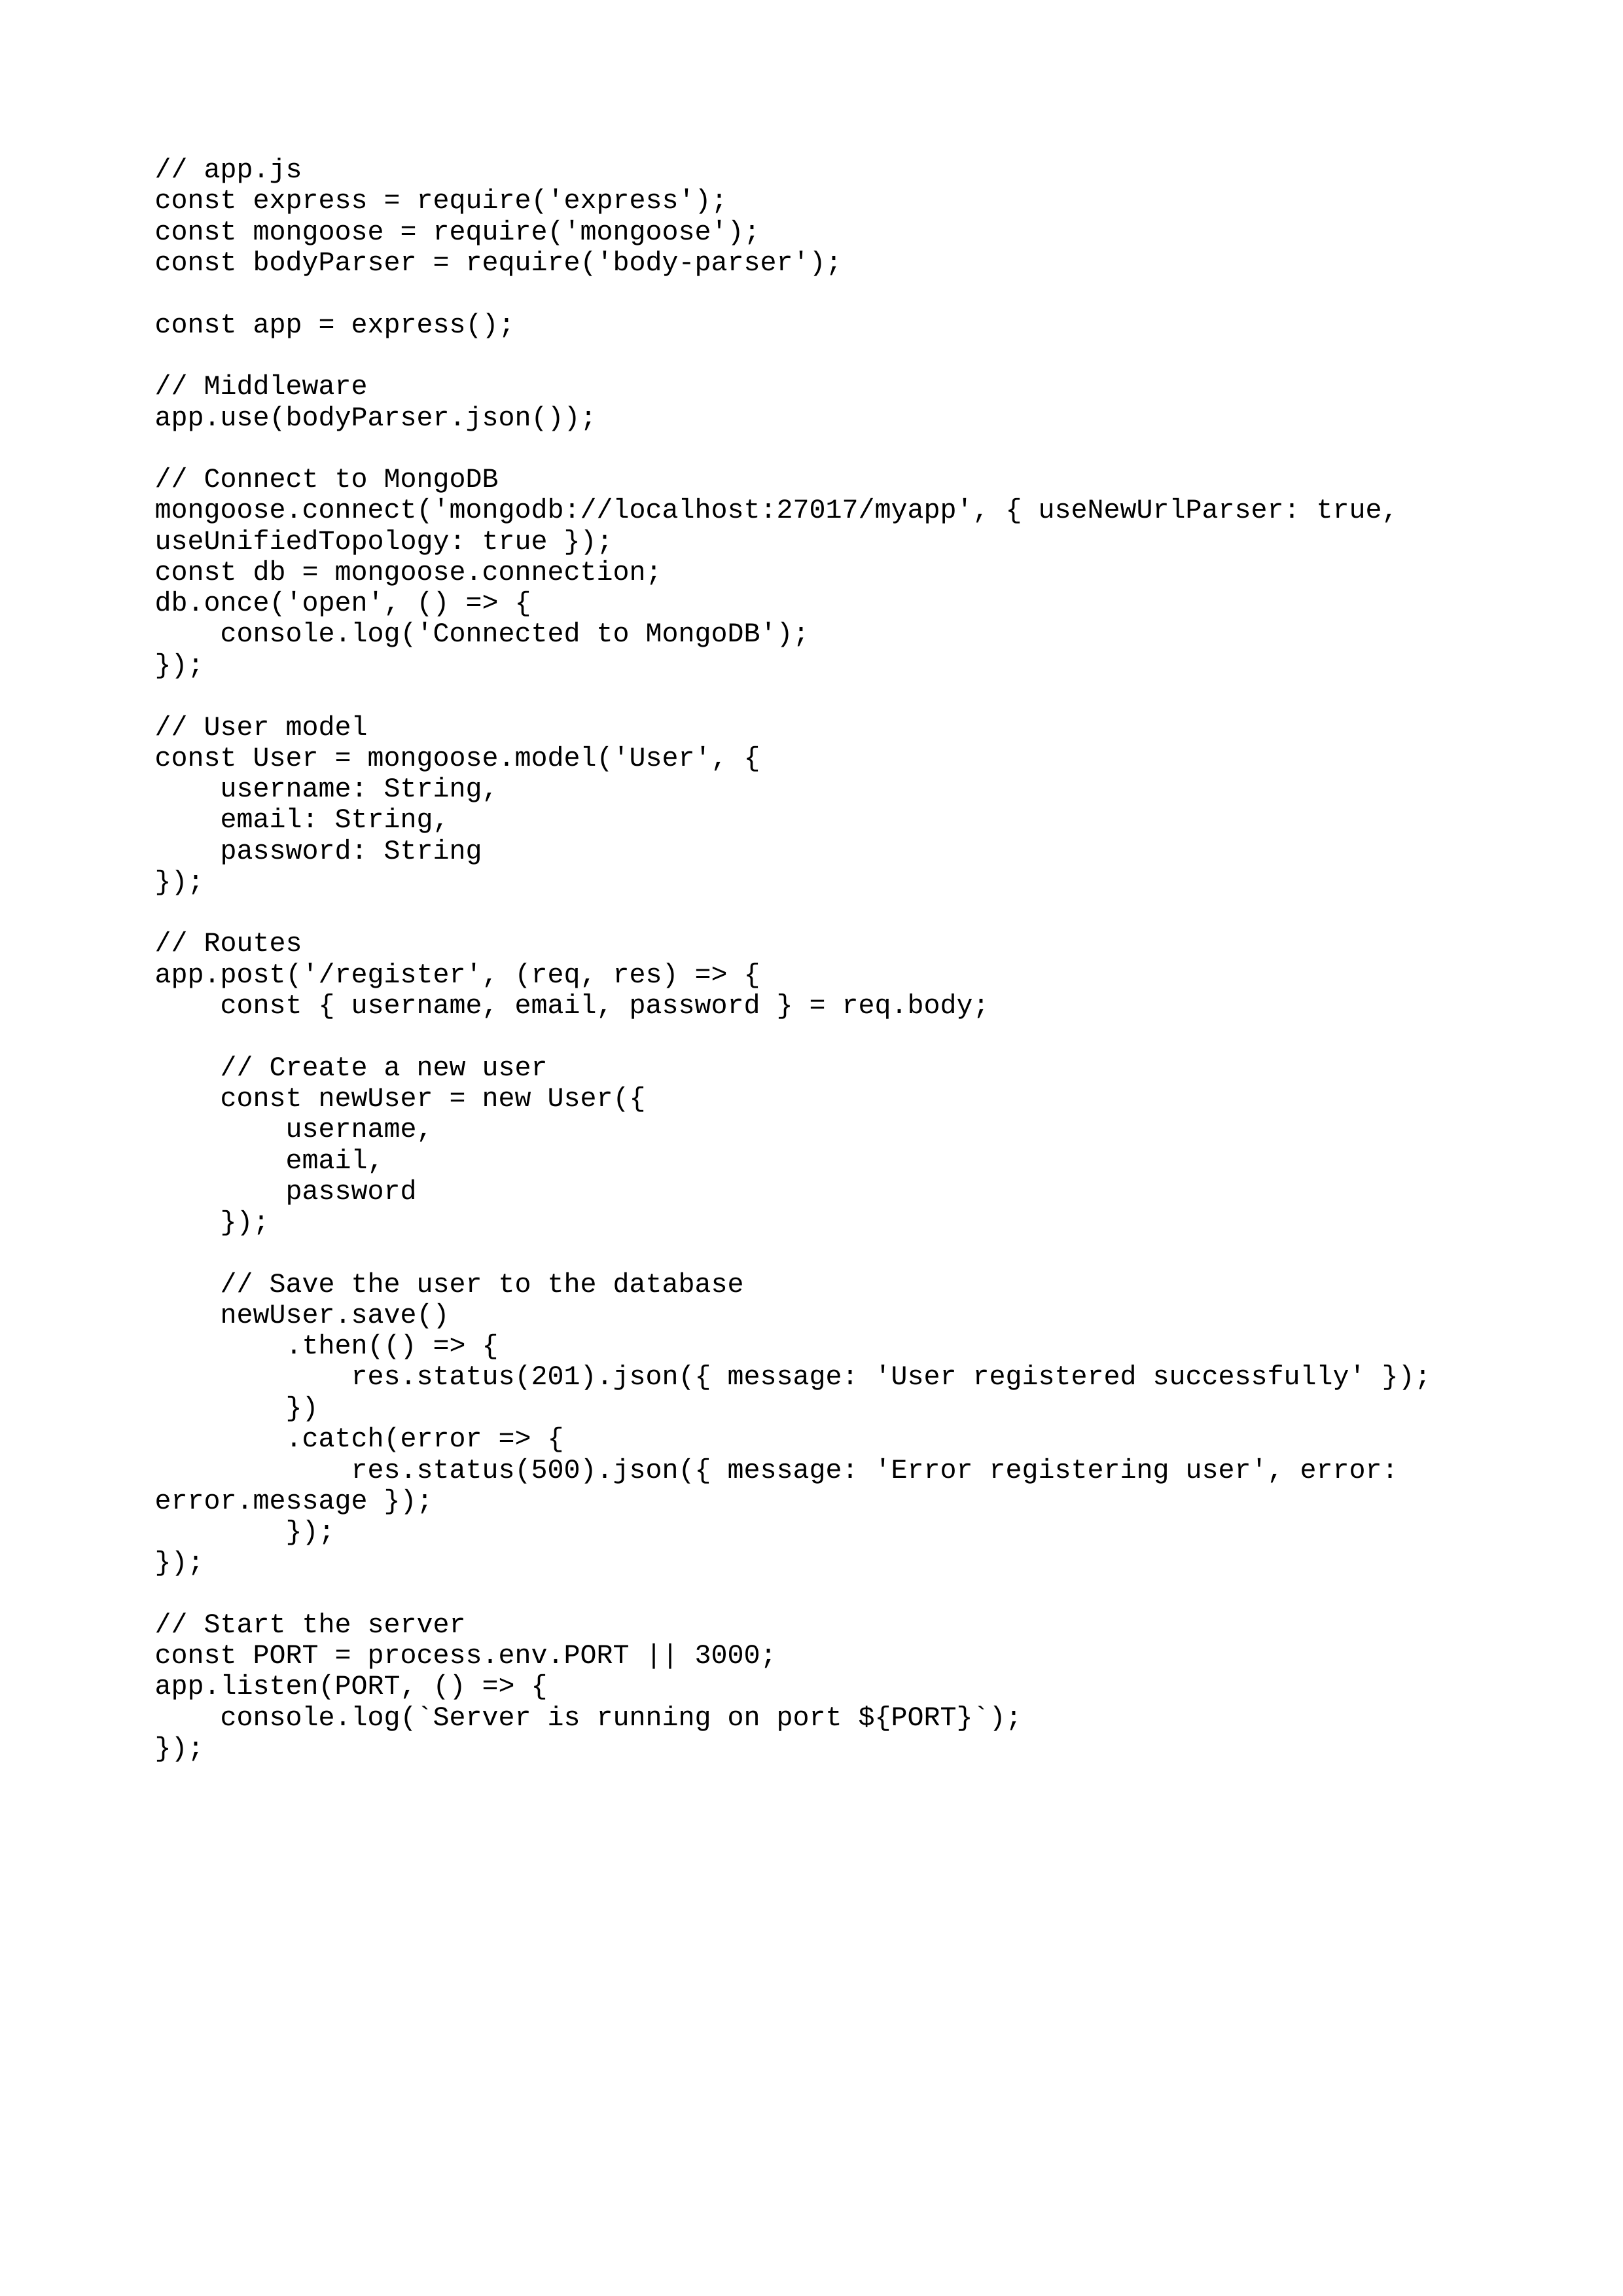 // app.js
const express = require('express');
const mongoose = require('mongoose');
const bodyParser = require('body-parser');

const app = express();

// Middleware
app.use(bodyParser.json());

// Connect to MongoDB
mongoose.connect('mongodb://localhost:27017/myapp', { useNewUrlParser: true,
useUnifiedTopology: true });
const db = mongoose.connection;
db.once('open', () => {
    console.log('Connected to MongoDB');
});

// User model
const User = mongoose.model('User', {
    username: String,
    email: String,
    password: String
});

// Routes
app.post('/register', (req, res) => {
    const { username, email, password } = req.body;

    // Create a new user
    const newUser = new User({
        username,
        email,
        password
    });

    // Save the user to the database
    newUser.save()
        .then(() => {
            res.status(201).json({ message: 'User registered successfully' });
        })
        .catch(error => {
            res.status(500).json({ message: 'Error registering user', error:
error.message });
        });
});

// Start the server
const PORT = process.env.PORT || 3000;
app.listen(PORT, () => {
    console.log(`Server is running on port ${PORT}`);
});